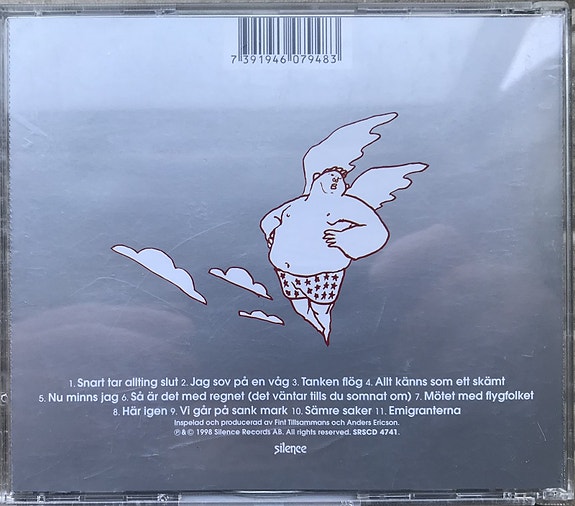 7 391946 079483
1. Snart tar allting slut 2. Jag sov på en våg 3. Tanken flög 4. Allt känns som ett skämt
5. Nu minns jag 6. Så är det med regnet (det väntar tills du somnat om) 7. Mötet med flygfolket
8. Här igen 9. Vi går på sank mark 10. Sämre saker 11. Emigranterna
Inspelad och producerad av Fint Tillsammans och Anders Ericson.
℗ & © 1998 Silence Records AB. All rights reserved. SRSCD 4741.
silence